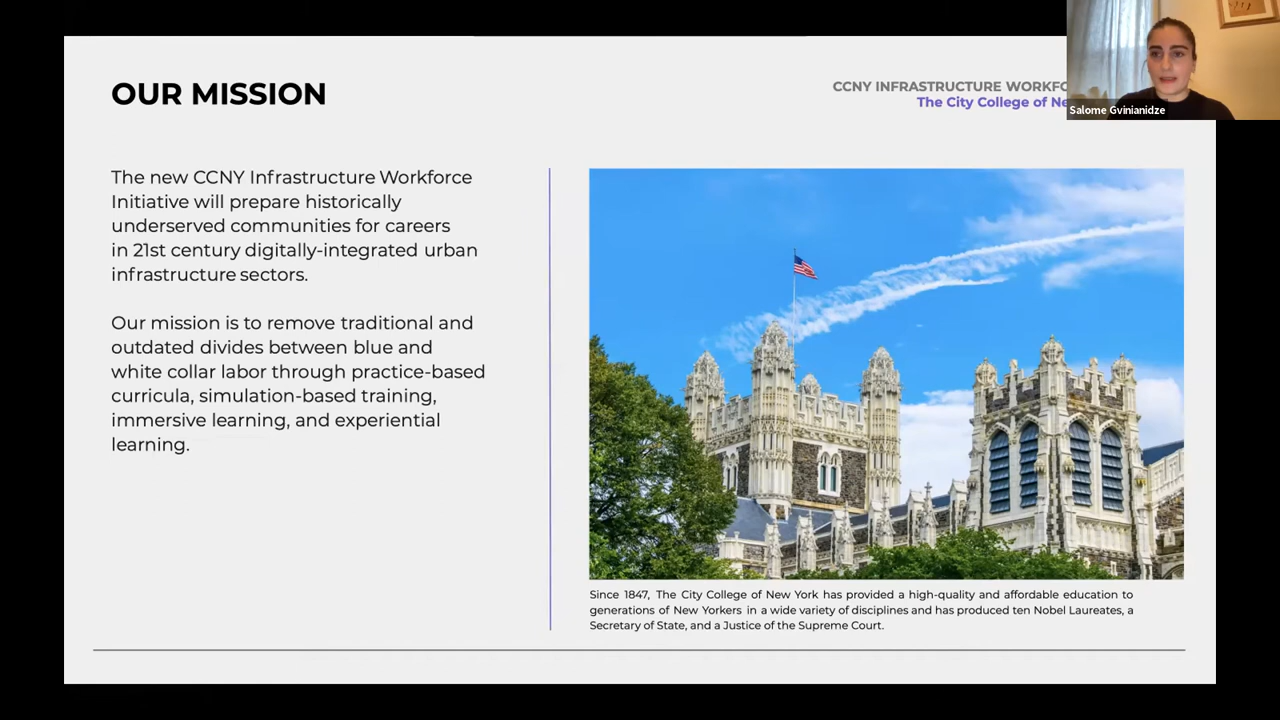 OUR MISSION
CCNY INFRASTRUCTURE
The City College of
Salome Gvinianidze
The new CCNY Infrastructure Workforce
Initiative will prepare historically
underserved communities for careers
in 21st century digitally-integrated urban
infrastructure sectors.
Our mission is to remove traditional and
outdated divides between blue and
white collar labor through practice-based
curricula, simulation-based training,
immersive learning, and experiential
learning.
Since 1847, The City College of New York has provided a high-quality and affordable education to
generations of New Yorkers in a wide variety of disciplines and has produced ten Nobel Laureates, a
Secretary of State, and a Justice of the Supreme Court.